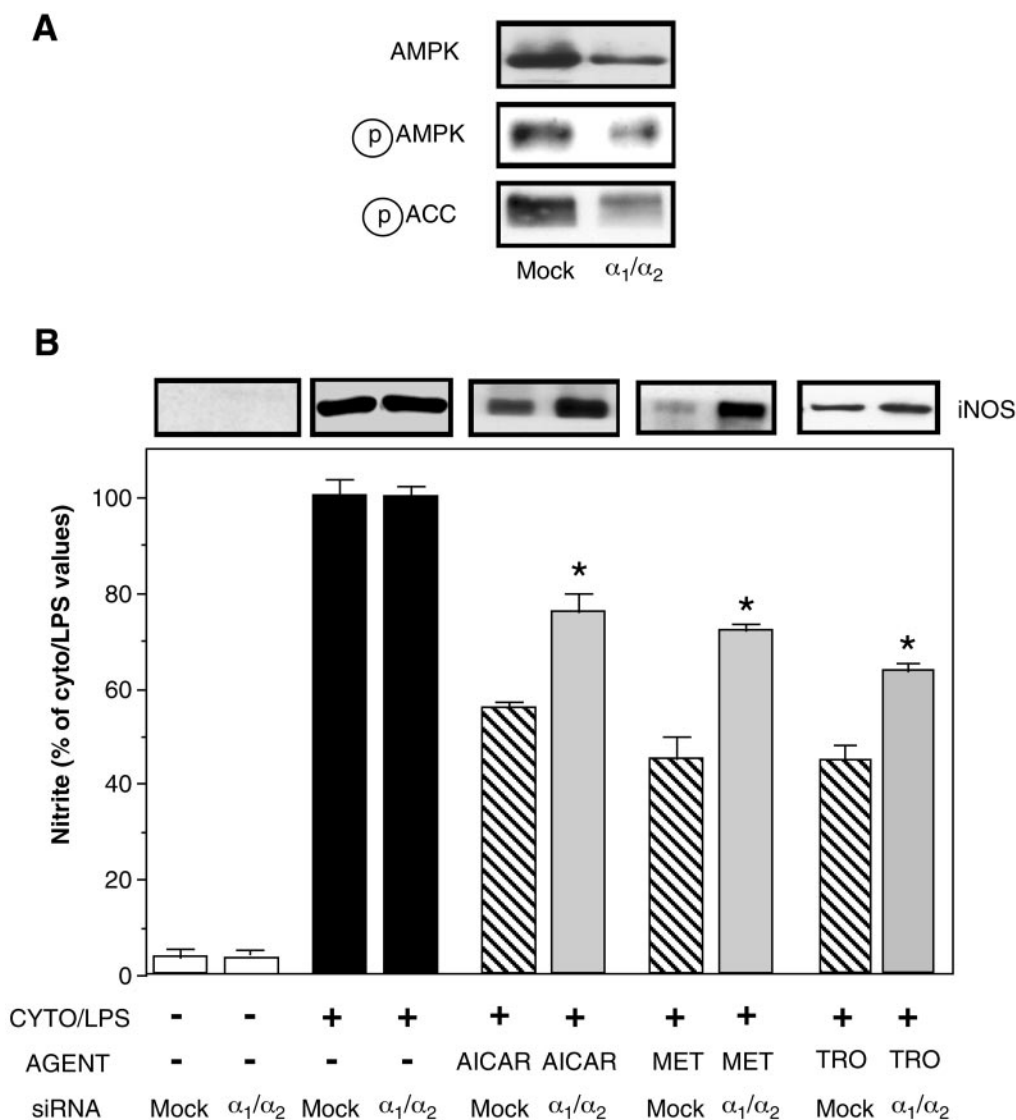 A
AMPK
p AMPK
p ACC
Mock α1/α2
B
iNOS
Nitrite (% of cyto/LPS values)
100
80
60
40
20
0
* * *
CYTO/LPS - - + + + + + + + +
AGENT - - - - AICAR AICAR MET MET TRO TRO
siRNA Mock α1/α2 Mock α1/α2 Mock α1/α2 Mock α1/α2 Mock α1/α2